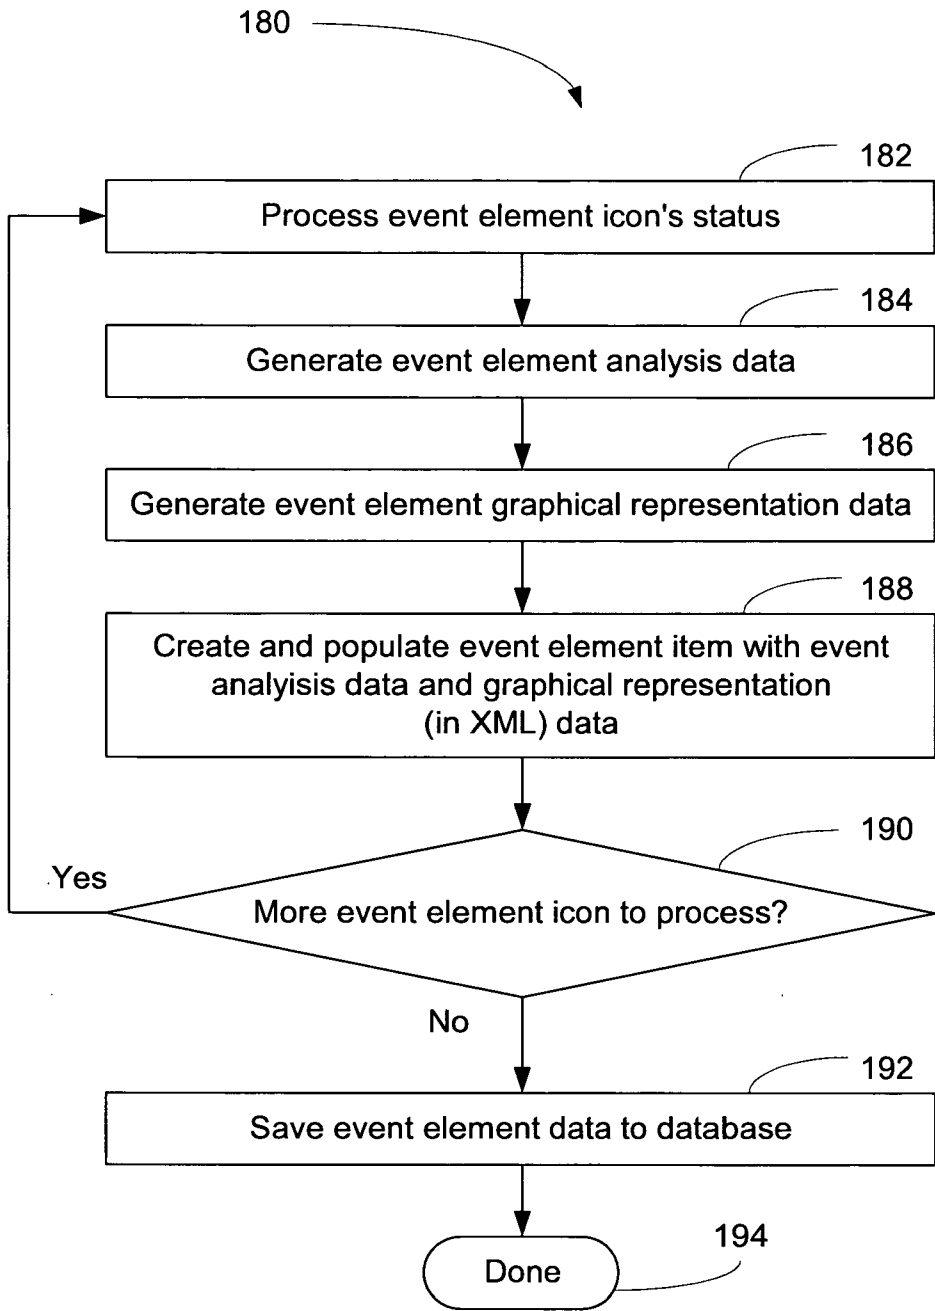 180
182
Process event element icon's status
184
Generate event element analysis data
186
Generate event element graphical representation data
188
Create and populate event element item with event
analyisis data and graphical representation
(in XML) data
190
Yes
More event element icon to process?
No
192
Save event element data to database
194
Done